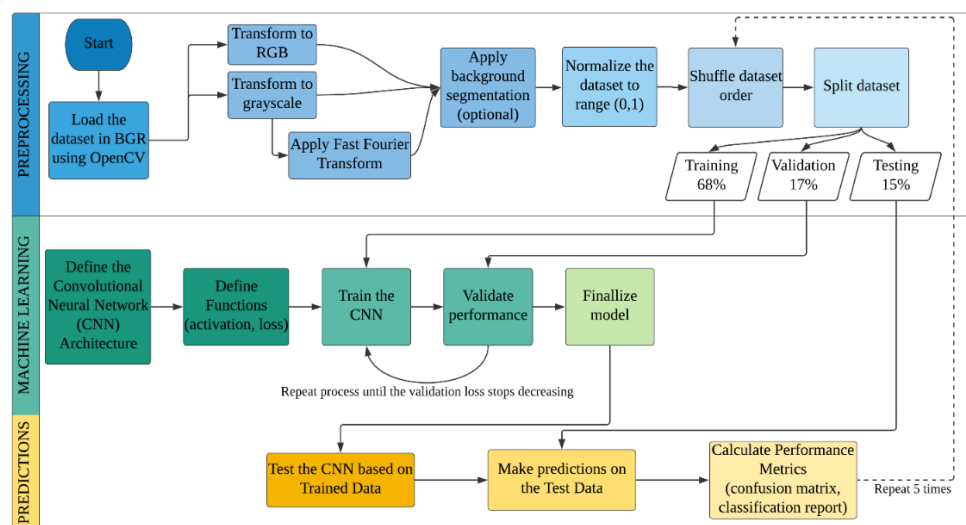 PREPROCESSING
Start
Load the
dataset in BGR
using OpenCV
Transform to
RGB
Transform to
grayscale
Apply Fast Fourier
Transform
Apply
background
segmentation
(optional)
Normalize the
dataset to
range (0,1)
Shuffle dataset
order
Split dataset
Training
68%
Validation
17%
Testing
15%
MACHINE LEARNING
Define the
Convolutional
Neural Network
(CNN)
Architecture
Define
Functions
(activation, loss)
Train the
CNN
Validate
performance
Finallize
model
Repeat process until the validation loss stops decreasing
PREDICTIONS
Test the CNN based on
Trained Data
Make predictions on
the Test Data
Calculate Performance
Metrics
(confusion matrix,
classification report)
Repeat 5 times